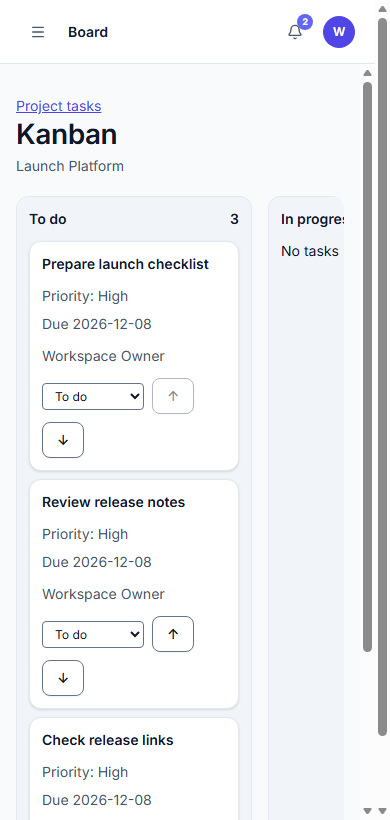 Board
2
W
Project tasks
Kanban
Launch Platform
To do 3
Prepare launch checklist
Priority: High
Due 2026-12-08
Workspace Owner
To do
Review release notes
Priority: High
Due 2026-12-08
Workspace Owner
To do
Check release links
Priority: High
Due 2026-12-08
In progres
No tasks